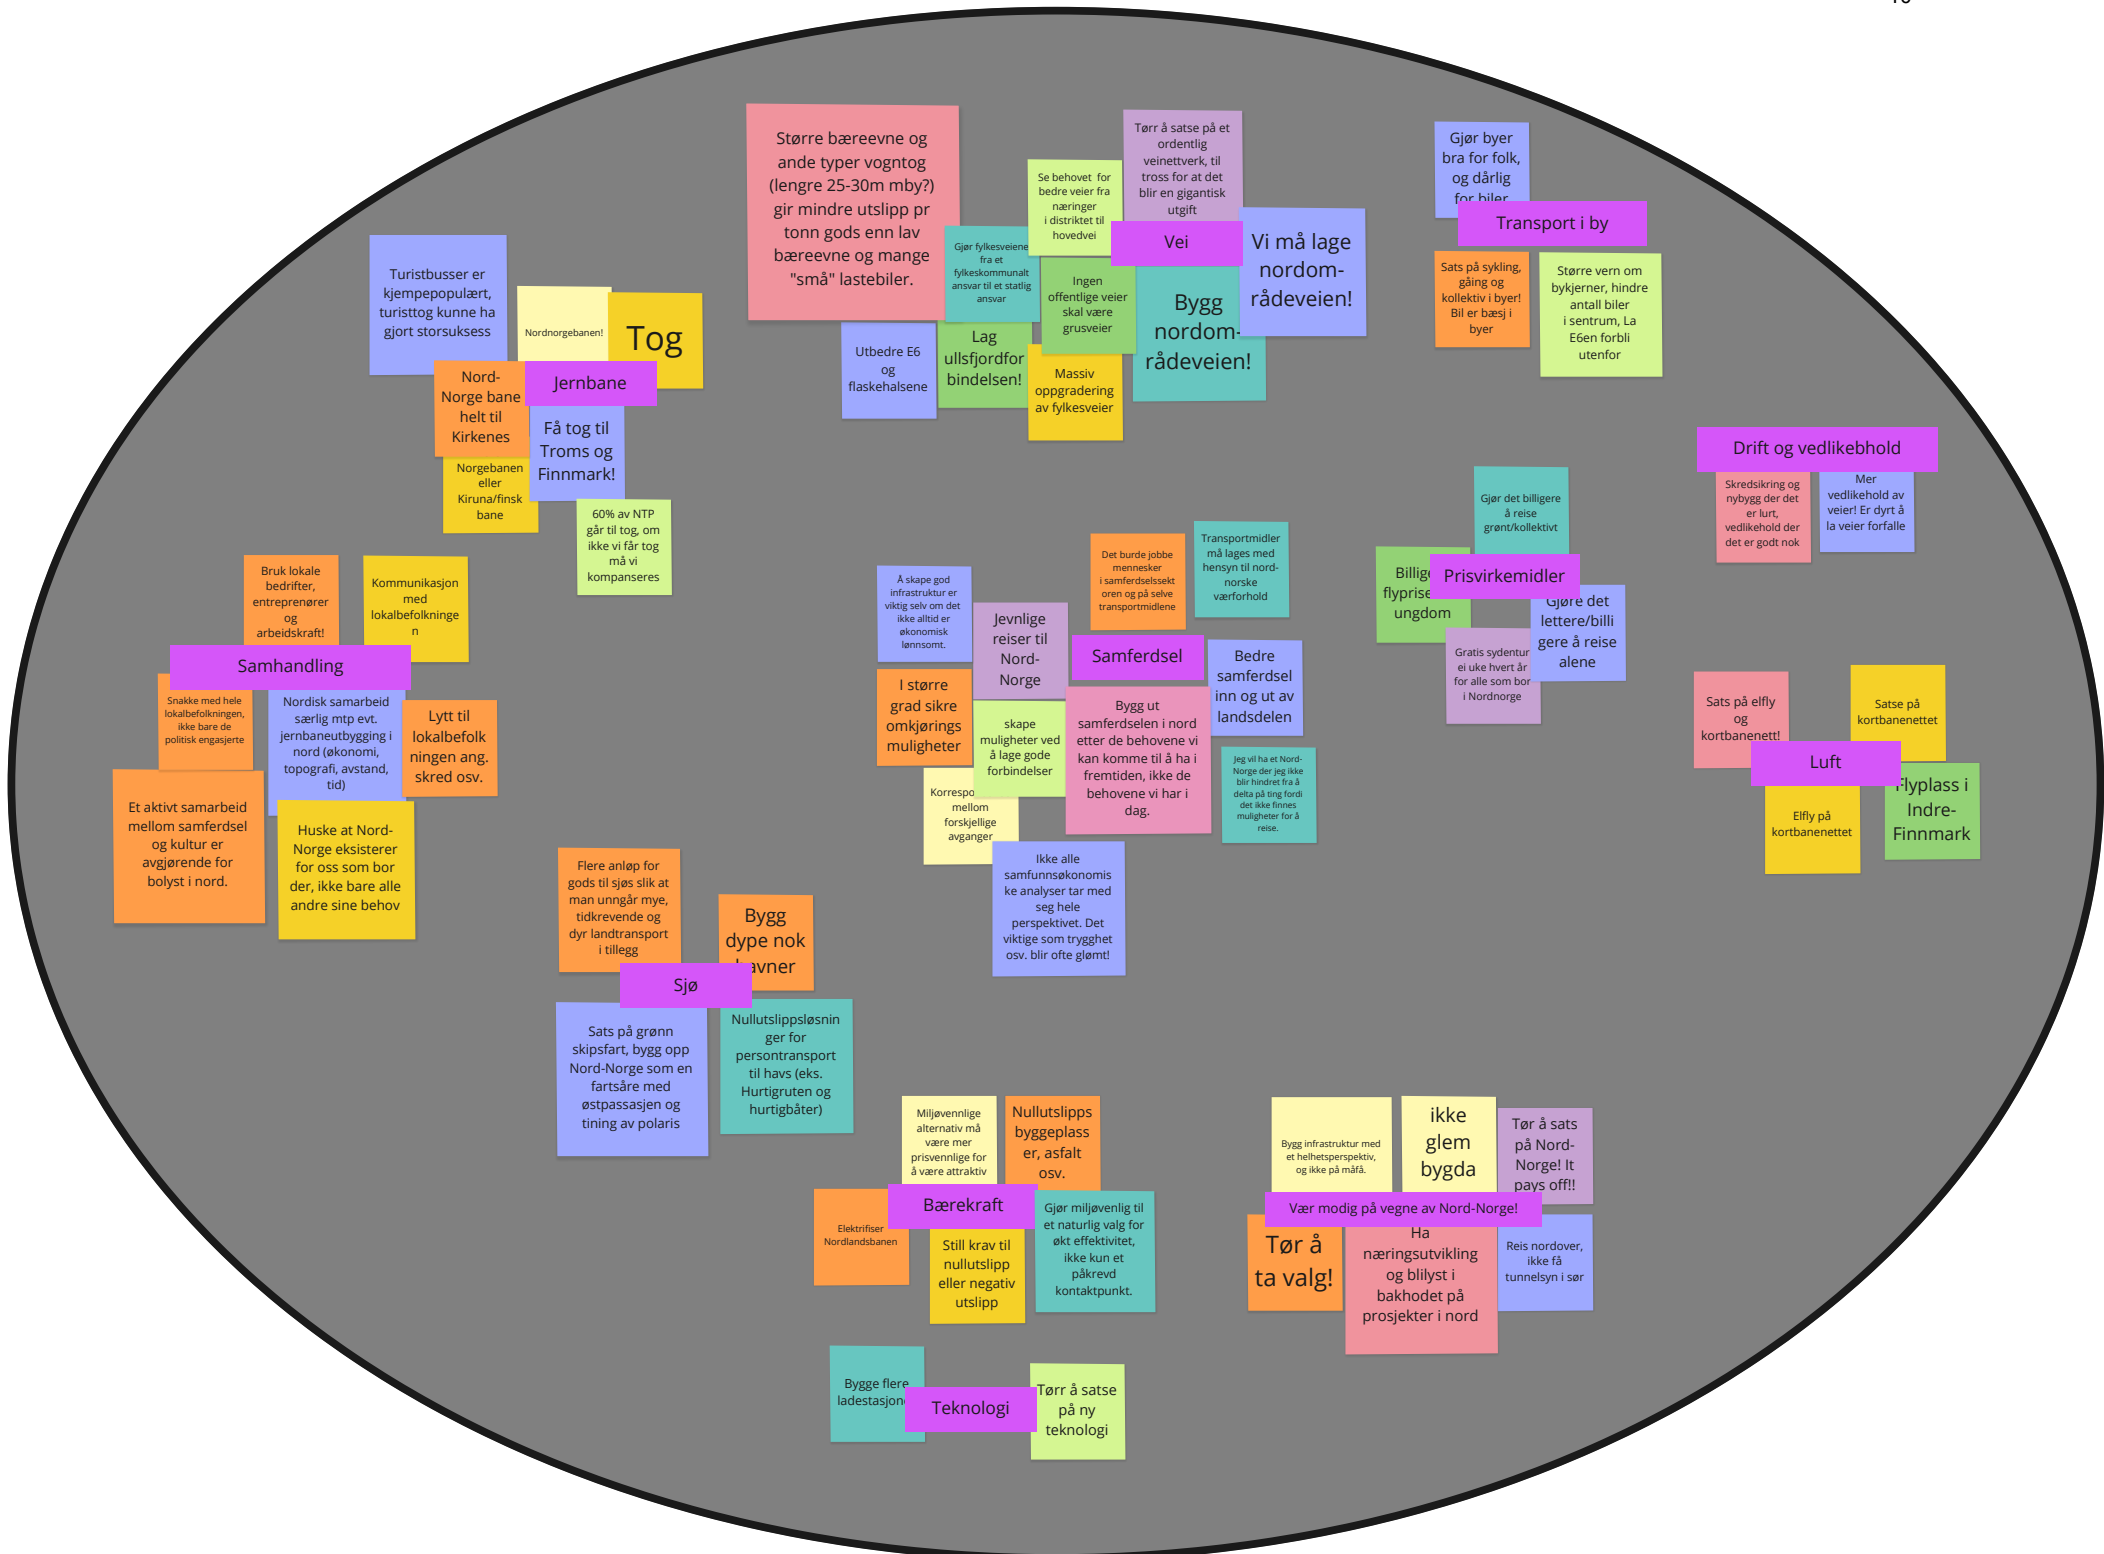 Større bæreevne og
ande typer vogntog
(lengre 25-30m mby?)
gir mindre utslipp pr
tonn gods enn lav
bæreevne og mange
"små" lastebiler.
Gjør fylkesveiene
fra et
fylkeskommunalt
ansvar til et statlig
ansvar
Se behovet for
bedre veier fra
næringer
i distriktet til
hovedvei
Tørr å satse på et
ordentlig
veinettverk, til
tross for at det
blir en gigantisk
utgift
Vei
Vi må lage
nordom-
rådeveien!
Ingen
offentlige veier
skal være
grusveier
Bygg
nordom-
rådeveien!
Utbedre E6
og
flaskehalsene
Lag
ullsfjordfor
bindelsen!
Massiv
oppgradering
av fylkesveier
Gjør byer
bra for folk,
og dårlig
for biler
Transport i by
Sats på sykling,
gåing og
kollektiv i byer!
Bil er bæsj i
byer
Større vern om
bykjerner, hindre
antall biler
i sentrum, La
E6en forbli
utenfor
Turistbusser er
kjempepopulært,
turisttog kunne ha
gjort storsuksess
Nordnorgebanen!
Tog
Jernbane
Nord-
Norge bane
helt til
Kirkenes
Få tog til
Troms og
Finnmark!
Norgebanen
eller
Kiruna/finsk
bane
60% av NTP
går til tog, om
ikke vi får tog
må vi
kompanseres
Drift og vedlikebhold
Skredsikring og
nybygg der det
er lurt,
vedlikehold der
det er godt nok
Mer
vedlikehold av
veier! Er dyrt å
la veier forfalle
Gjør det billigere
å reise
grønt/kollektivt
Prisvirkemidler
ungdom
Gjøre det
lettere/billi
gere å reise
alene
Gratis sydentur
ei uke hvert år
for alle som bor
i Nordnorge
Bruk lokale
bedrifter,
entreprenører
og
arbeidskraft!
Kommunikasjon
med
lokalbefolkninge
n
Samhandling
Snakke med hele
lokalbefolkningen,
ikke bare de
politisk engasjerte
Nordisk samarbeid
særlig mtp evt.
jernbaneutbygging i
nord (økonomi,
topografi, avstand,
tid)
Lytt til
lokalbefolk
ningen ang.
skred osv.
Et aktivt samarbeid
mellom samferdsel
og kultur er
avgjørende for
bolyst i nord.
Huske at Nord-
Norge eksisterer
for oss som bor
der, ikke bare alle
andre sine behov
Å skape god
infrastruktur er
viktig selv om det
ikke alltid er
økonomisk
lønnsomt.
Det burde jobbe
mennesker
i samferdselssekt
oren og på selve
transportmidlene
Transportmidler
må lages med
hensyn til nord-
norske
værforhold
Jevnlige
reiser til
Nord-
Norge
Samferdsel
Bedre
samferdsel
inn og ut av
landsdelen
I større
grad sikre
omkjørings
muligheter
skape
muligheter ved
å lage gode
forbindelser
Bygg ut
samferdselen i nord
etter de behovene vi
kan komme til å ha i
fremtiden, ikke de
behovene vi har i
dag.
Jeg vil ha et Nord-
Norge der jeg ikke
blir hindret fra å
delta på ting fordi
det ikke finnes
muligheter for å
reise.
mellom
forskjellige
avganger
Ikke alle
samfunnsøkonomis
ke analyser tar med
seg hele
perspektivet. Det
viktige som trygghet
osv. blir ofte glømt!
Sats på elfly
og
kortbanenett!
Satse på
kortbanenettet
Luft
Elfly på
kortbanenettet
Flyplass i
Indre-
Finnmark
Flere anløp for
gods til sjøs slik at
man unngår mye,
tidkrevende og
dyr landtransport
i tillegg
Bygg
dype nok
havner
Sjø
Sats på grønn
skipsfart, bygg opp
Nord-Norge som en
fartsåre med
østpassasjen og
tining av polaris
Nullutslippsløsnin
ger for
persontransport
til havs (eks.
Hurtigruten og
hurtigbåter)
Miljøvennlige
alternativ må
være mer
prisvennlige for
å være attraktiv
Nullutslipps
byggeplass
er, asfalt
osv.
Bærekraft
Elektrifiser
Nordlandsbanen
Still krav til
nullutslipp
eller negativ
utslipp
Gjør miljøvenlig til
et naturlig valg for
økt effektivitet,
ikke kun et
påkrevd
kontaktpunkt.
Bygg infrastruktur med
et helhetsperspektiv,
og ikke på måfå.
ikke
glem
bygda
Tør å sats
på Nord-
Norge! It
pays off!!
Vær modig på vegne av Nord-Norge!
Tør å
ta valg!
Ha
næringsutvikling
og blilyst i
bakhodet på
prosjekter i nord
Reis nordover,
ikke få
tunnelsyn i sør
Bygge flere
Teknologi
Tørr å satse
på ny
teknologi